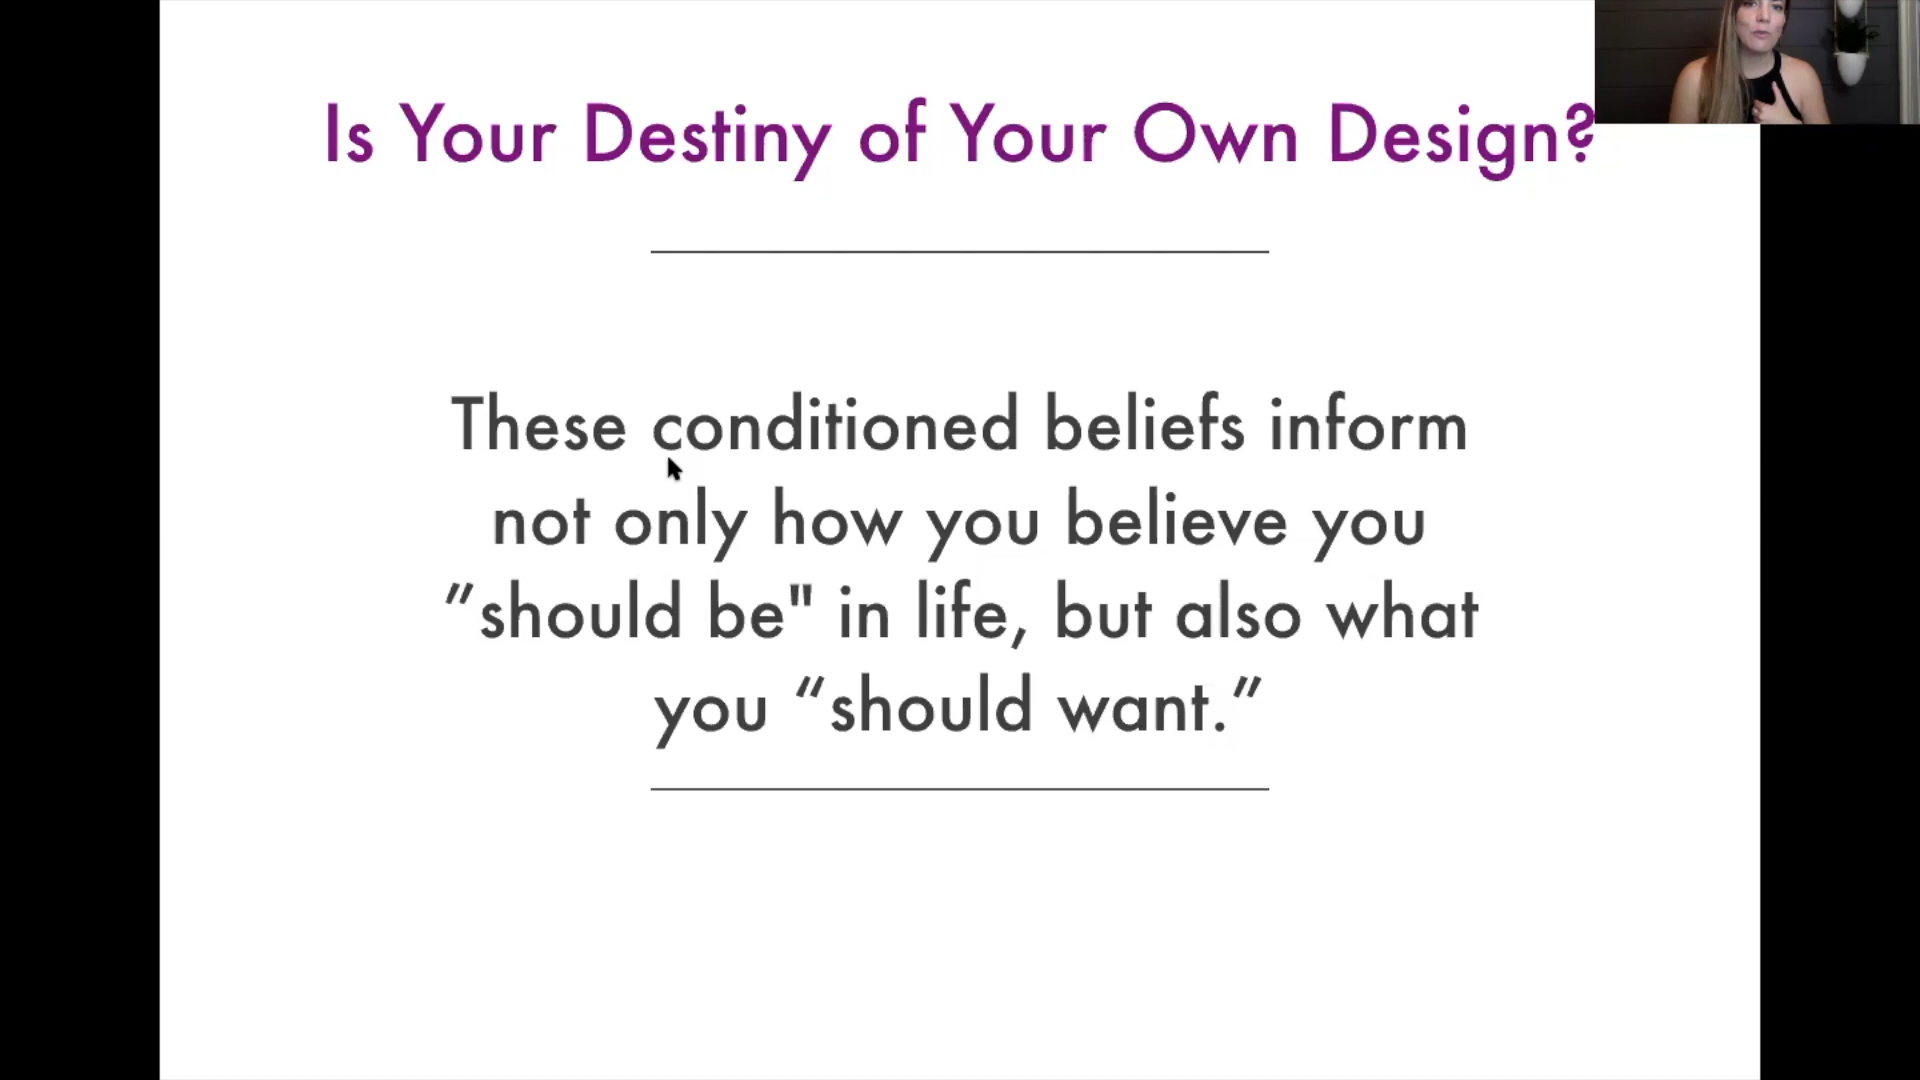 Is Your Destiny of Your Own Design?
These conditioned beliefs inform
not only how you believe you
”should be" in life, but also what
you “should want.”